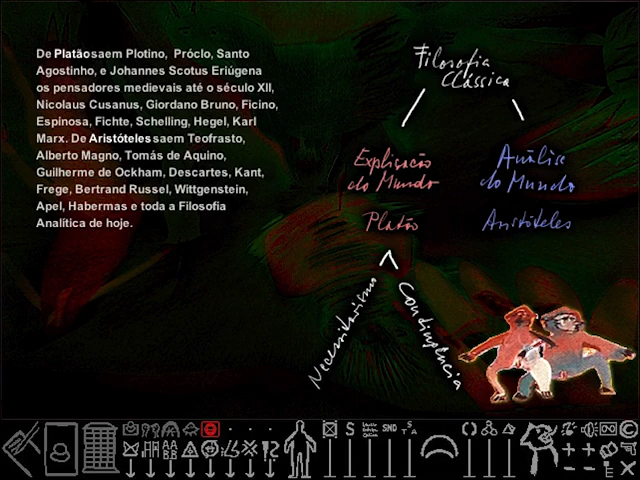 De Platão saem Plotino, Próclo, Santo
Agostinho, e Johannes Scotus Eriúgena
os pensadores medievais até o século XII,
Nicolaus Cusanus, Giordano Bruno, Ficino,
Espinosa, Fichte, Schelling, Hegel, Karl
Marx. De Aristóteles saem Teofrasto,
Alberto Magno, Tomás de Aquino,
Guilherme de Ockham, Descartes, Kant,
Frege, Bertrand Russel, Wittgenstein,
Apel, Habermas e toda a Filosofia
Analítica de hoje.
Filosofia
Clássica
Explicação
do Mundo
Platão
Análise
do Mundo
Aristóteles
Necessitarismo
Contingência
S
SND